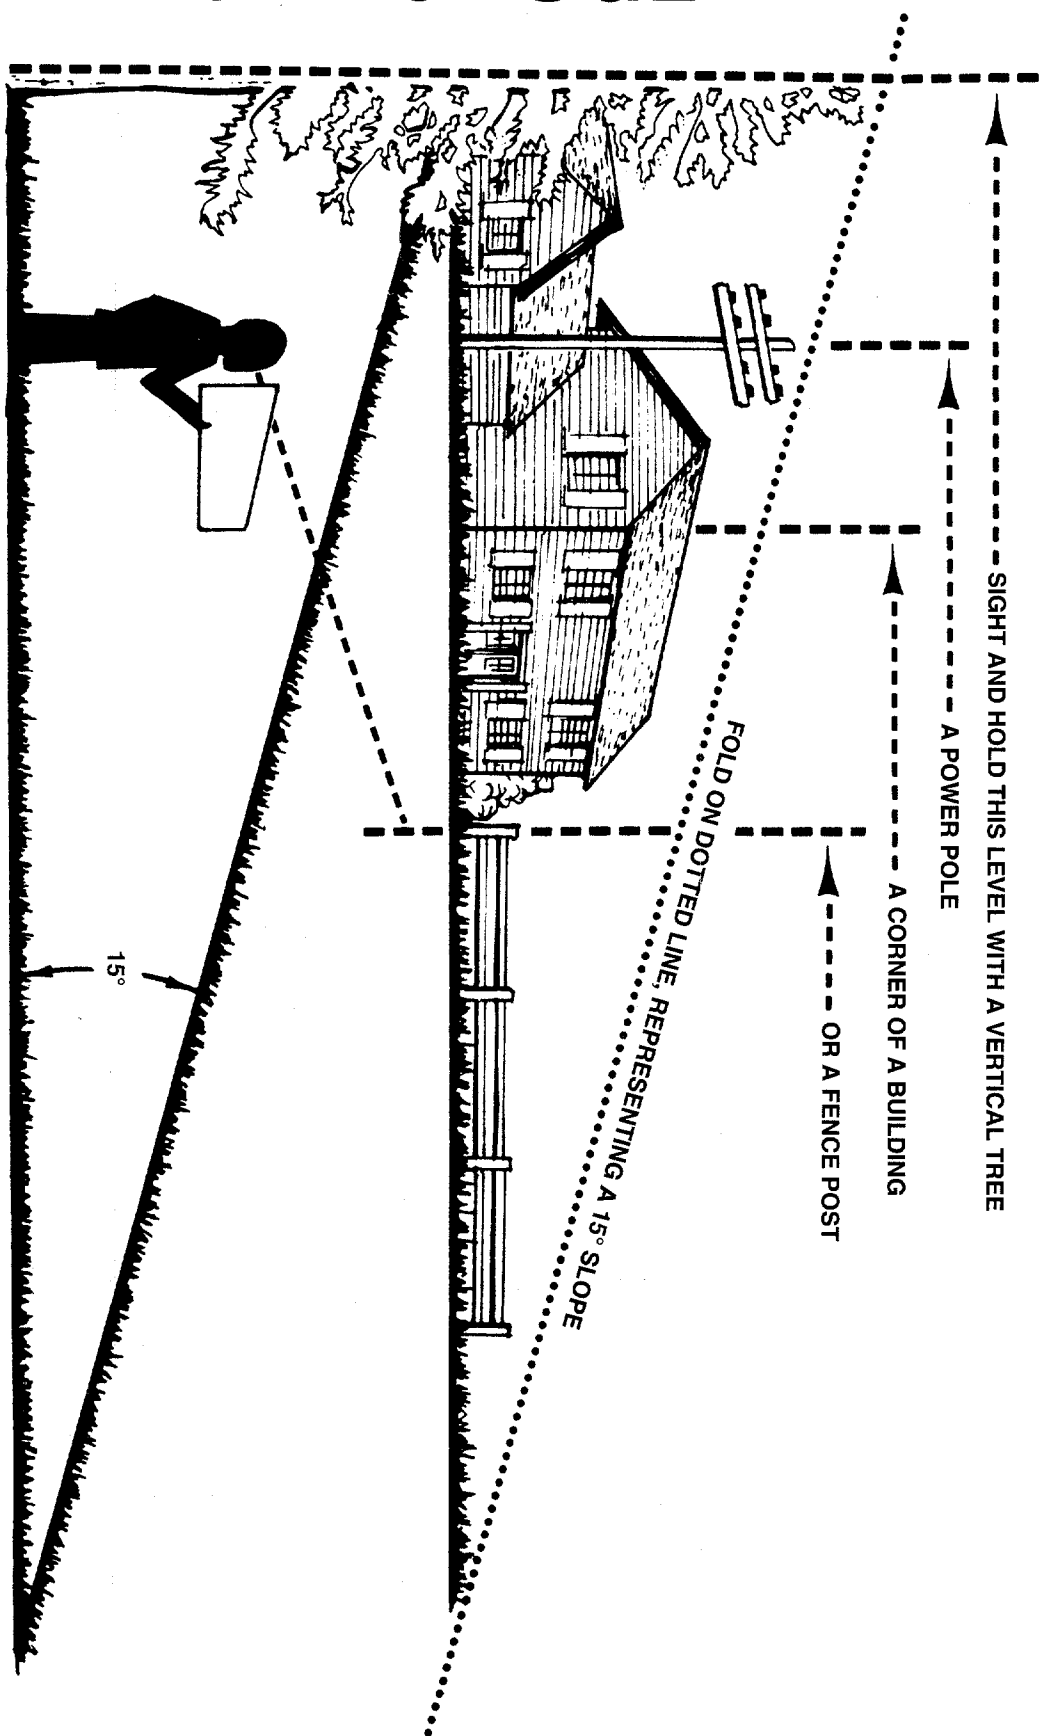 SIGHT AND HOLD THIS LEVEL WITH A VERTICAL TREE
A POWER POLE
A CORNER OF A BUILDING
OR A FENCE POST
FOLD ON DOTTED LINE, REPRESENTING A 15° SLOPE
15°